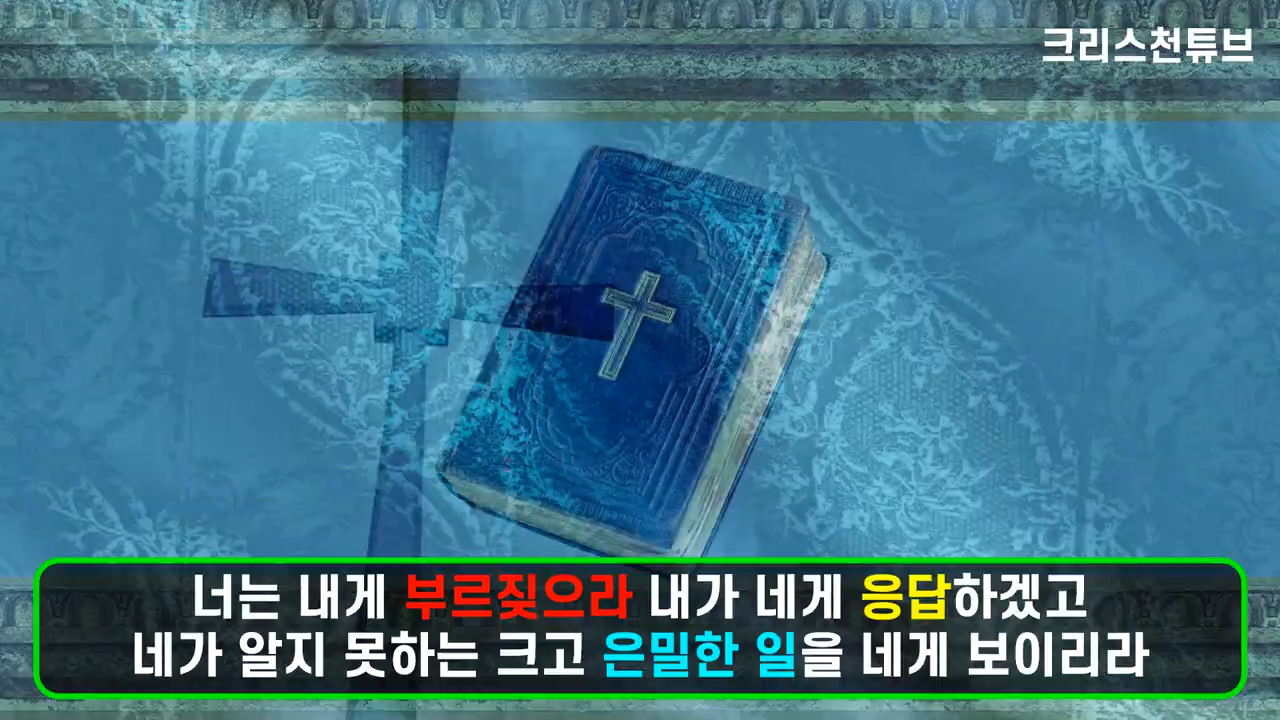 크리스천튜브
너는 내게 부르짖으라 내가 네게 응답하겠고
네가 알지 못하는 크고 은밀한 일을 네게 보이리라